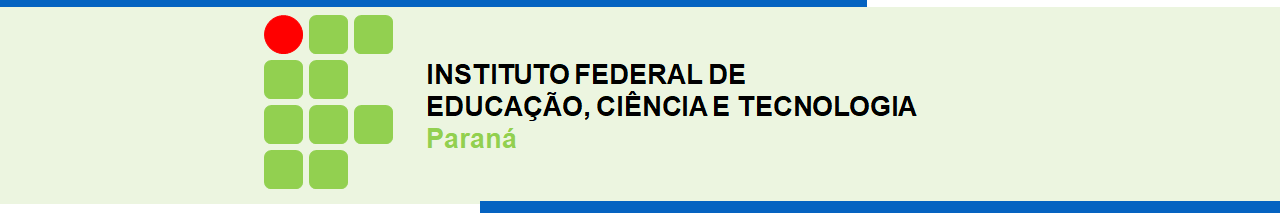 INSTITUTO FEDERAL DE
EDUCAÇÃO, CIÊNCIA E TECNOLOGIA
Paraná